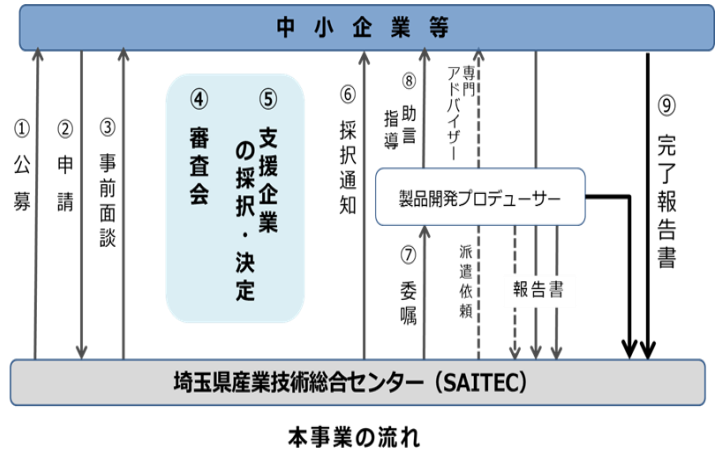 中小企業等
①公募
②申請
③事前面談
④審査会
⑤支援企業
の採択・決定
⑥採択通知
⑧助言
指導
専門
アドバイザー
製品開発プロデューサー
⑦委嘱
派遣依頼
報告書
⑨完了報告書
埼玉県産業技術総合センター（SAITEC）
本事業の流れ